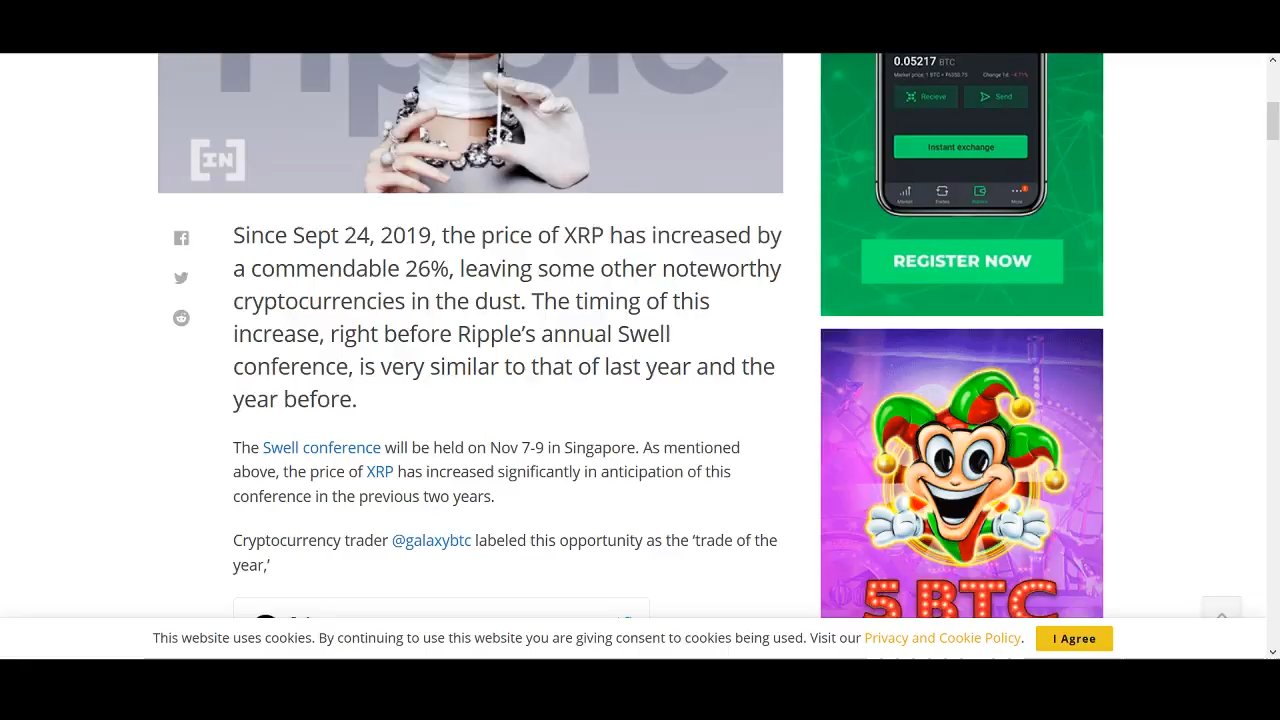 ripple
[IN]
Since Sept 24, 2019, the price of XRP has increased by
a commendable 26%, leaving some other noteworthy
cryptocurrencies in the dust. The timing of this
increase, right before Ripple’s annual Swell
conference, is very similar to that of last year and the
year before.
The Swell conference will be held on Nov 7-9 in Singapore. As mentioned
above, the price of XRP has increased significantly in anticipation of this
conference in the previous two years.
Cryptocurrency trader @galaxybtc labeled this opportunity as the ‘trade of the
year,’
0.05217 BTC
Market price: 1 BTC = ₽6350.75 Change 1d: -4.71%
Recieve Send
Instant exchange
Market Trades Wallets More
REGISTER NOW
5 BTC
This website uses cookies. By continuing to use this website you are giving consent to cookies being used. Visit our Privacy and Cookie Policy. I Agree